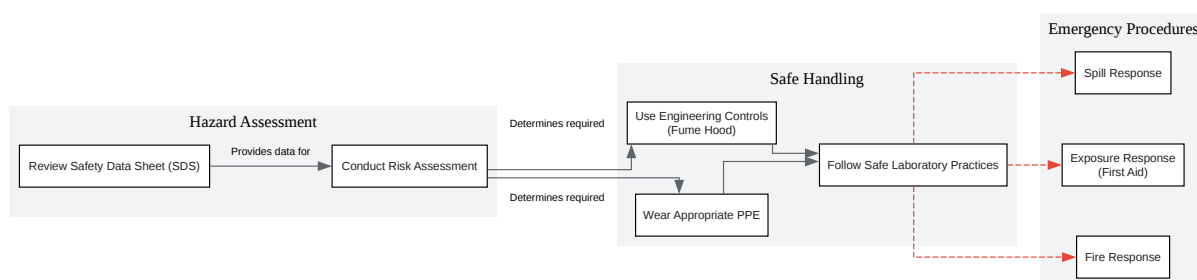 Hazard Assessment
Review Safety Data Sheet (SDS)
Provides data for
Conduct Risk Assessment
Determines required
Determines required
Safe Handling
Use Engineering Controls
(Fume Hood)
Wear Appropriate PPE
Follow Safe Laboratory Practices
Emergency Procedures
Spill Response
Exposure Response
(First Aid)
Fire Response